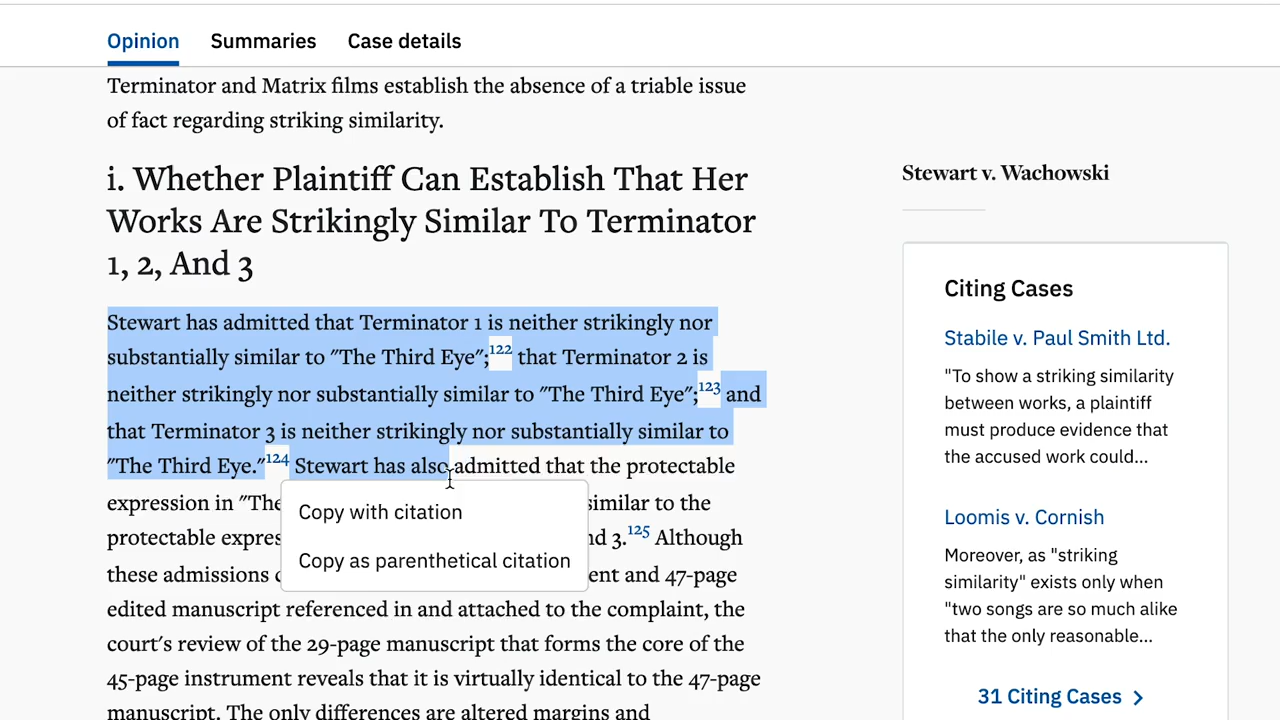 Opinion Summaries Case details
Terminator and Matrix films establish the absence of a triable issue
of fact regarding striking similarity.
i. Whether Plaintiff Can Establish That Her
Works Are Strikingly Similar To Terminator
1, 2, And 3
Stewart has admitted that Terminator 1 is neither strikingly nor
substantially similar to "The Third Eye";122 that Terminator 2 is
neither strikingly nor substantially similar to "The Third Eye";123 and
that Terminator 3 is neither strikingly nor substantially similar to
"The Third Eye."124 Stewart has also admitted that the protectable
expression in "The similar to the
protectable expres nd 3.125 Although
these admissions ent and 47-page
edited manuscript referenced in and attached to the complaint, the
court's review of the 29-page manuscript that forms the core of the
45-page instrument reveals that it is virtually identical to the 47-page
manuscript. The only differences are altered margins and
Copy with citation
Copy as parenthetical citation
Stewart v. Wachowski
Citing Cases
Stabile v. Paul Smith Ltd.
"To show a striking similarity
between works, a plaintiff
must produce evidence that
the accused work could...
Loomis v. Cornish
Moreover, as "striking
similarity" exists only when
"two songs are so much alike
that the only reasonable...
31 Citing Cases